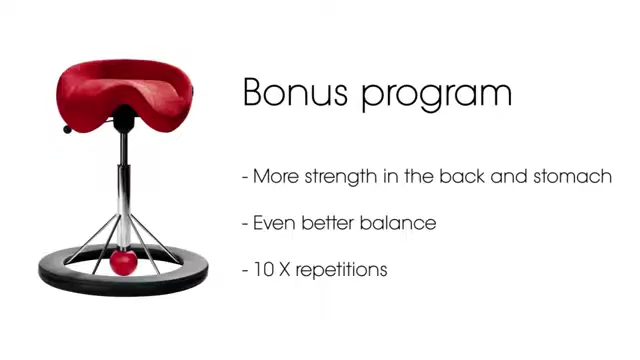 Bonus program
- More strength in the back and stomach
- Even better balance
- 10 X repetitions